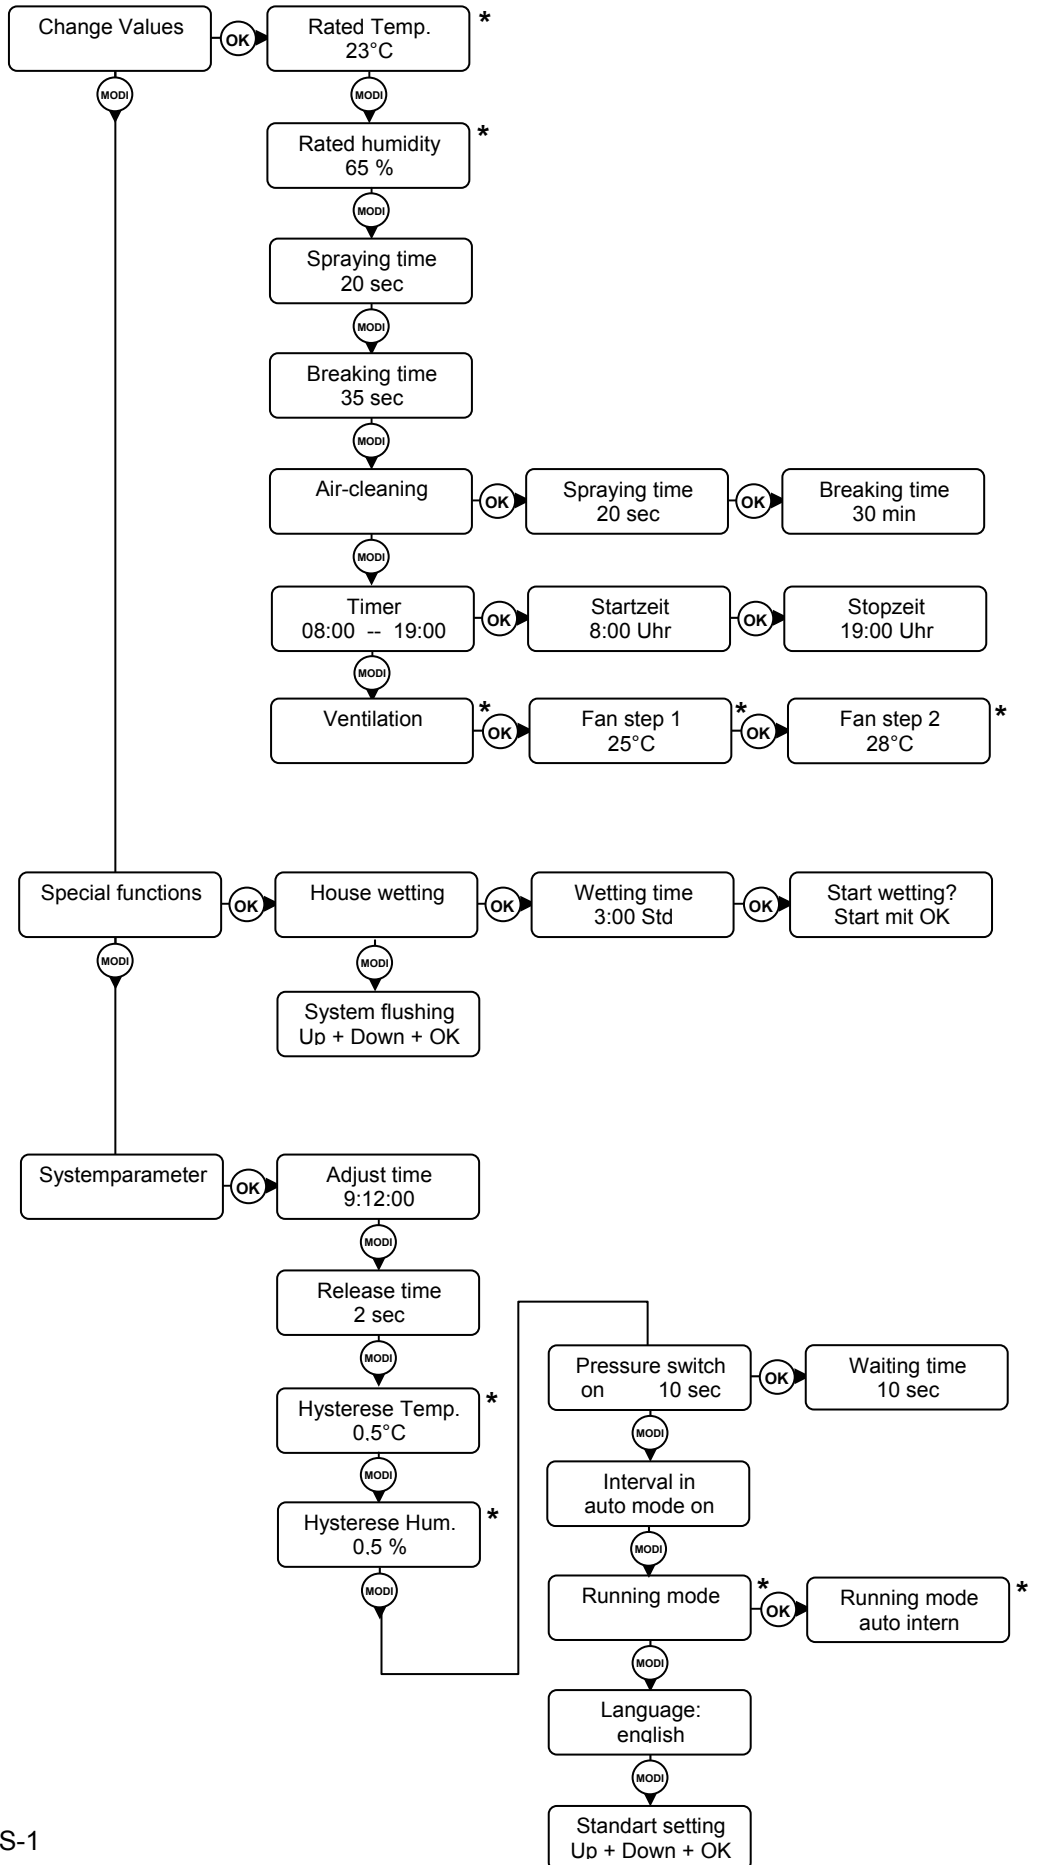 Change Values
OK
Rated Temp.
23°C
*
MODI
MODI
Rated humidity
65 %
*
MODI
Spraying time
20 sec
MODI
Breaking time
35 sec
MODI
Air-cleaning
OK
Spraying time
20 sec
OK
Breaking time
30 min
MODI
Timer
08:00 -- 19:00
OK
Startzeit
8:00 Uhr
OK
Stopzeit
19:00 Uhr
MODI
Ventilation
*
OK
Fan step 1
25°C
*
OK
Fan step 2
28°C
*
Special functions
OK
House wetting
OK
Wetting time
3:00 Std
OK
Start wetting?
Start mit OK
MODI
MODI
System flushing
Up + Down + OK
Systemparameter
OK
Adjust time
9:12:00
MODI
Release time
2 sec
MODI
Hysterese Temp.
0,5°C
*
MODI
Hysterese Hum.
0,5 %
*
MODI
Pressure switch
on 10 sec
OK
Waiting time
10 sec
MODI
Interval in
auto mode on
MODI
Running mode
*
OK
Running mode
auto intern
*
MODI
Language:
english
MODI
Standart setting
Up + Down + OK
S-1